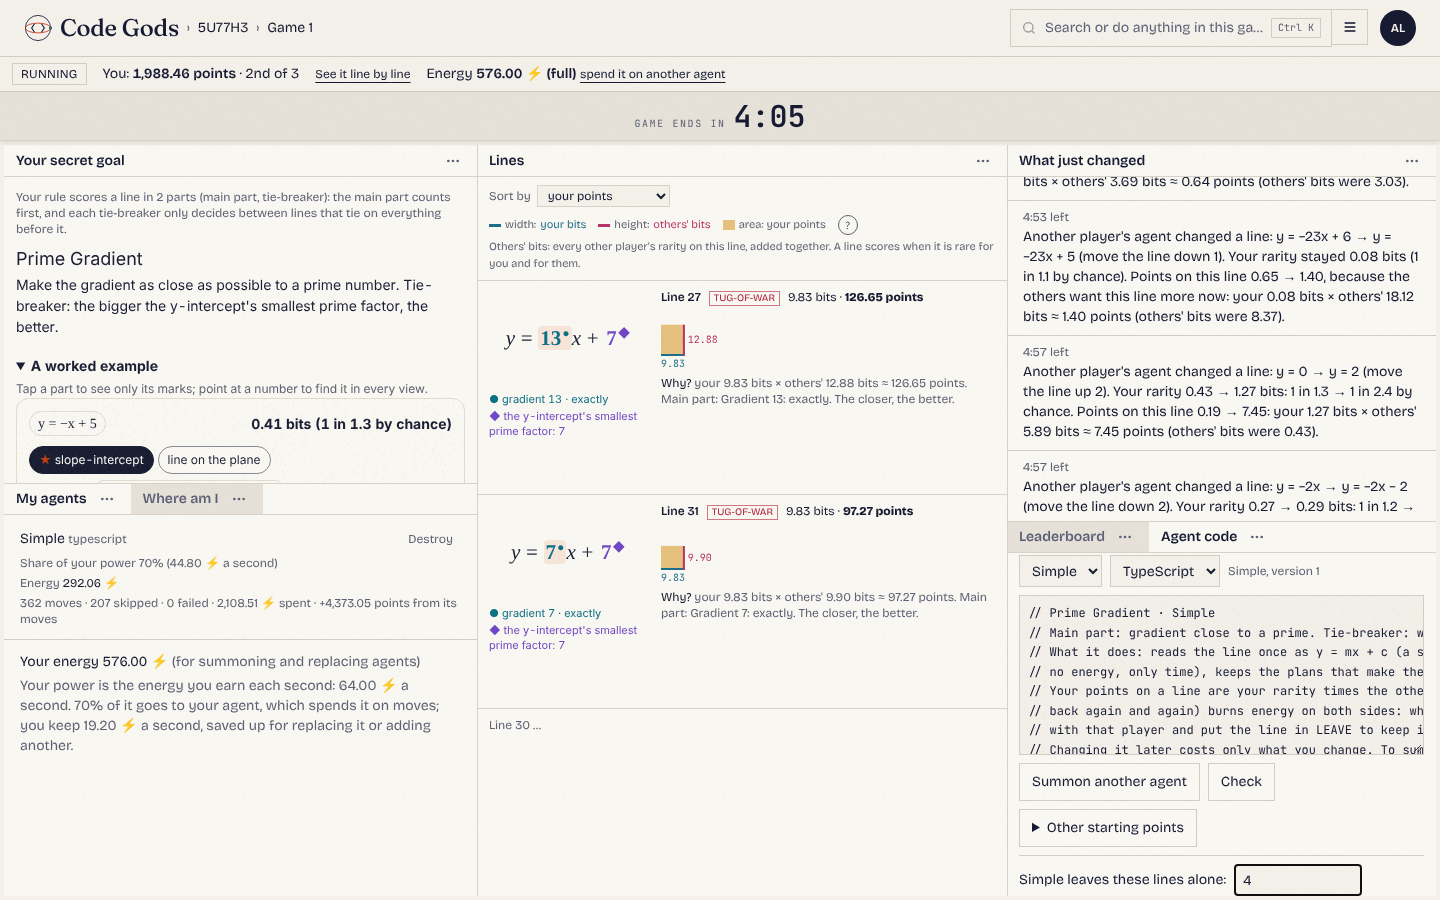 Code Gods › 5U77H3 › Game 1
Search or do anything in this ga... Ctrl K
AL
RUNNING You: 1,988.46 points · 2nd of 3 See it line by line Energy 576.00 ⚡ (full) spend it on another agent
GAME ENDS IN 4:05
Your secret goal ···
Your rule scores a line in 2 parts (main part, tie-breaker): the main part counts
first, and each tie-breaker only decides between lines that tie on everything
before it.
Prime Gradient
Make the gradient as close as possible to a prime number. Tie-
breaker: the bigger the y-intercept's smallest prime factor, the
better.
▼ A worked example
Tap a part to see only its marks; point at a number to find it in every view.
y = −x + 5 0.41 bits (1 in 1.3 by chance)
★ slope-intercept line on the plane
My agents ··· Where am I ···
Simple typescript Destroy
Share of your power 70% (44.80 ⚡ a second)
Energy 292.06 ⚡
362 moves · 207 skipped · 0 failed · 2,108.51 ⚡ spent · +4,373.05 points from its
moves
Your energy 576.00 ⚡ (for summoning and replacing agents)
Your power is the energy you earn each second: 64.00 ⚡ a
second. 70% of it goes to your agent, which spends it on moves;
you keep 19.20 ⚡ a second, saved up for replacing it or adding
another.
Lines ···
Sort by your points
width: your bits height: others' bits area: your points ?
Others' bits: every other player's rarity on this line, added together. A line scores when it is rare for
you and for them.
Line 27 TUG-OF-WAR 9.83 bits · 126.65 points
y = 13●x + 7◆
12.88
9.83
Why? your 9.83 bits × others' 12.88 bits ≈ 126.65 points.
Main part: Gradient 13: exactly. The closer, the better.
● gradient 13 · exactly
◆ the y-intercept's smallest
prime factor: 7
Line 31 TUG-OF-WAR 9.83 bits · 97.27 points
y = 7●x + 7◆
9.90
9.83
Why? your 9.83 bits × others' 9.90 bits ≈ 97.27 points. Main
part: Gradient 7: exactly. The closer, the better.
● gradient 7 · exactly
◆ the y-intercept's smallest
prime factor: 7
Line 30 ...
What just changed ···
bits × others' 3.69 bits ≈ 0.64 points (others' bits were 3.03).
4:53 left
Another player's agent changed a line: y = −23x + 6 → y =
−23x + 5 (move the line down 1). Your rarity stayed 0.08 bits (1
in 1.1 by chance). Points on this line 0.65 → 1.40, because the
others want this line more now: your 0.08 bits × others' 18.12
bits ≈ 1.40 points (others' bits were 8.37).
4:57 left
Another player's agent changed a line: y = 0 → y = 2 (move
the line up 2). Your rarity 0.43 → 1.27 bits: 1 in 1.3 → 1 in 2.4 by
chance. Points on this line 0.19 → 7.45: your 1.27 bits × others'
5.89 bits ≈ 7.45 points (others' bits were 0.43).
4:57 left
Another player's agent changed a line: y = −2x → y = −2x − 2
(move the line down 2). Your rarity 0.27 → 0.29 bits: 1 in 1.2 →
Leaderboard ··· Agent code ···
Simple TypeScript Simple, version 1
// Prime Gradient · Simple
// Main part: gradient close to a prime. Tie-breaker: w
// What it does: reads the line once as y = mx + c (a s
// no energy, only time), keeps the plans that make the
// Your points on a line are your rarity times the othe
// back again and again) burns energy on both sides: wh
// with that player and put the line in LEAVE to keep i
// Changing it later costs only what you change. To sum
Summon another agent Check
▶ Other starting points
Simple leaves these lines alone: 4